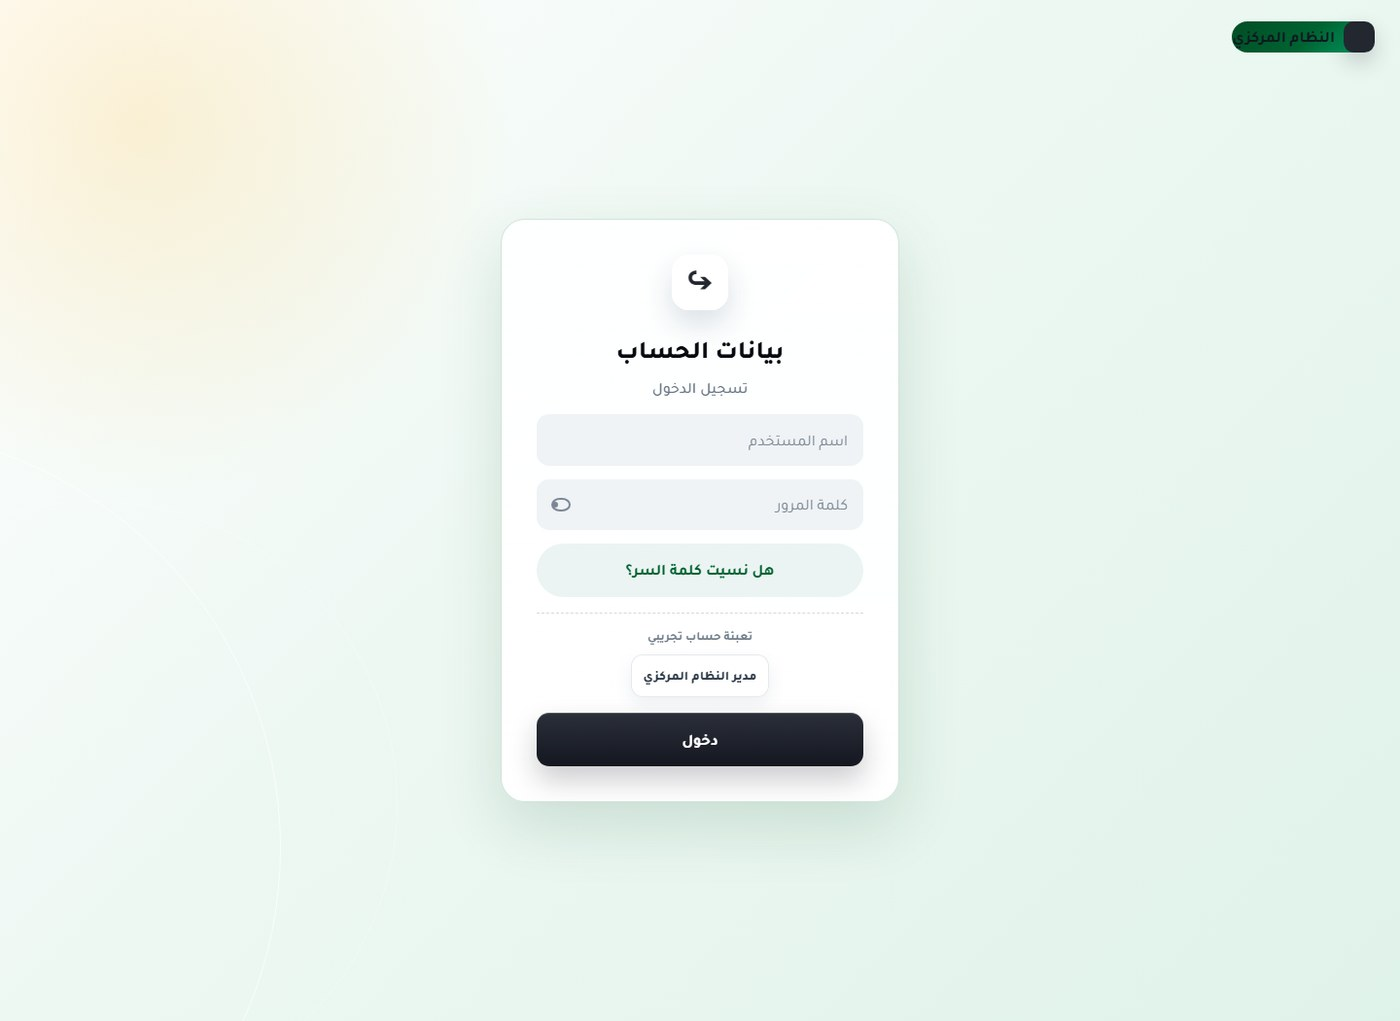 النظام المركزي
بيانات الحساب
تسجيل الدخول
اسم المستخدم
كلمة المرور
هل نسيت كلمة السر؟
تعبئة حساب تجريبي
مدير النظام المركزي
دخول